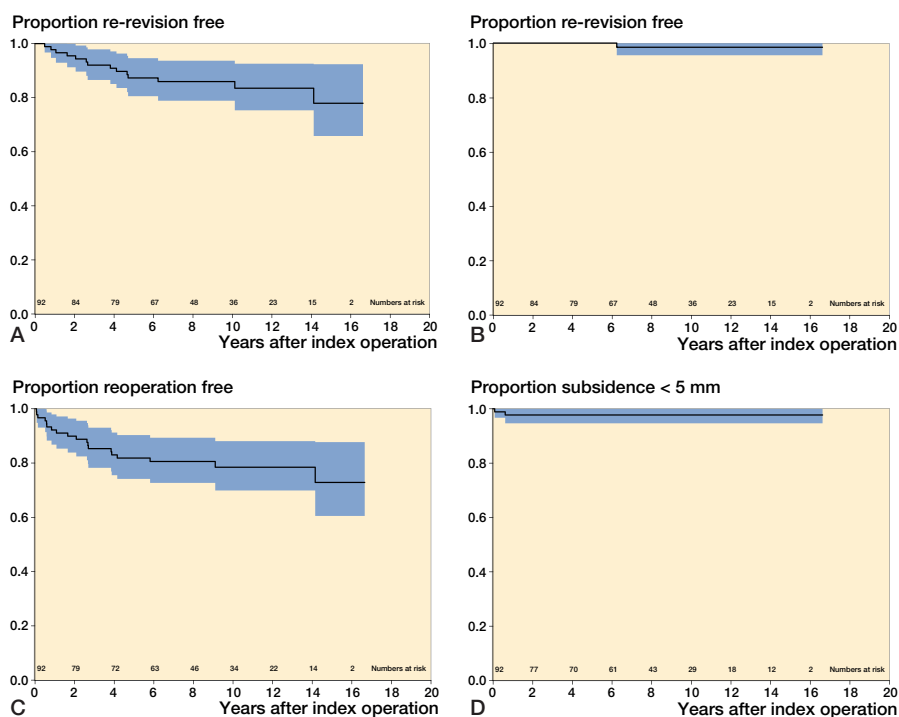 Proportion re-revision free
1.0
0.8
0.6
0.4
0.2
0.0
92 84 79 67 48 36 23 15 2 Numbers at risk
0 2 4 6 8 10 12 14 16 18 20
A Years after index operation
Proportion re-revision free
1.0
0.8
0.6
0.4
0.2
0.0
92 84 79 67 48 36 23 15 2 Numbers at risk
0 2 4 6 8 10 12 14 16 18 20
B Years after index operation
Proportion reoperation free
1.0
0.8
0.6
0.4
0.2
0.0
92 79 72 63 46 34 22 14 2 Numbers at risk
0 2 4 6 8 10 12 14 16 18 20
C Years after index operation
Proportion subsidence < 5 mm
1.0
0.8
0.6
0.4
0.2
0.0
92 77 70 61 43 29 18 12 2 Numbers at risk
0 2 4 6 8 10 12 14 16 18 20
D Years after index operation